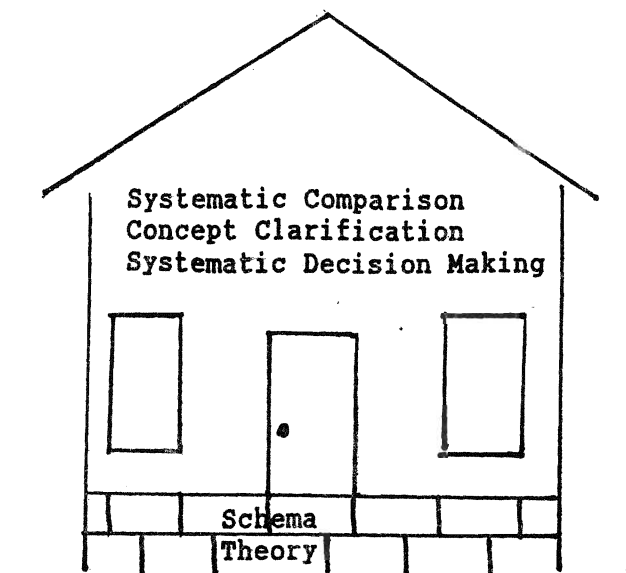 Systematic Comparison
Concept Clarification
Systematic Decision Making
Schema
Theory